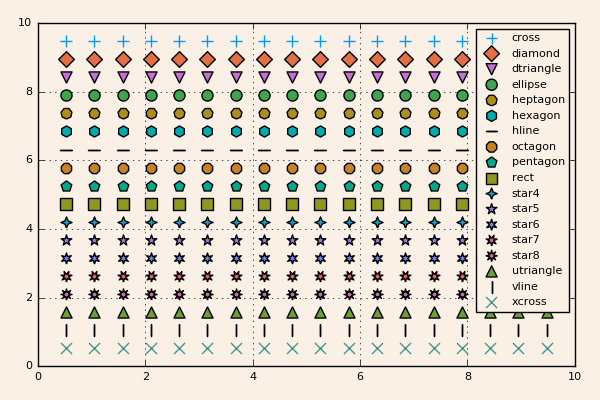 10
8
6
4
2
0
0 2 4 6 8 10
cross
diamond
dtriangle
ellipse
heptagon
hexagon
hline
octagon
pentagon
rect
star4
star5
star6
star7
star8
utriangle
vline
xcross